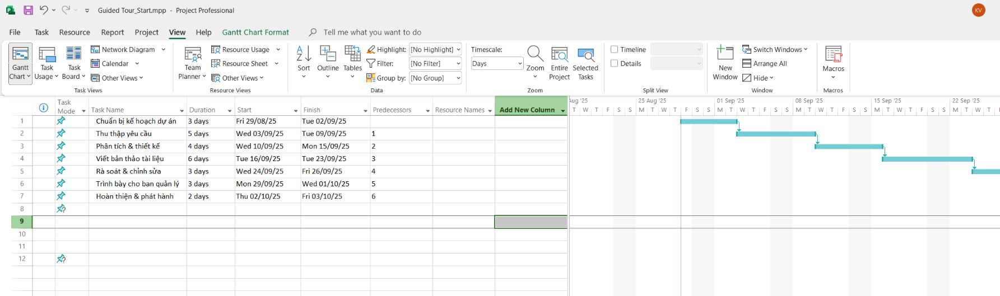 Guided Tour_Start.mpp - Project Professional
KV
File Task Resource Report Project View Help Gantt Chart Format Tell me what you want to do
Gantt Chart
Task Usage
Task Board
Network Diagram
Calendar
Other Views
Task Views
Team Planner
Resource Usage
Resource Sheet
Other Views
Resource Views
Sort
Outline
Tables
Highlight: [No Highlight]
Filter: [No Filter]
Group by: [No Group]
Data
Timescale:
Days
Zoom
Entire Project
Selected Tasks
Zoom
Timeline
Details
Split View
New Window
Switch Windows
Arrange All
Hide
Window
Macros
Macros
Task Mode Task Name Duration Start Finish Predecessors Resource Names Add New Column
1 Chuẩn bị kế hoạch dự án 3 days Fri 29/08/25 Tue 02/09/25
2 Thu thập yêu cầu 5 days Wed 03/09/25 Tue 09/09/25 1
3 Phân tích & thiết kế 4 days Wed 10/09/25 Mon 15/09/25 2
4 Viết bản thảo tài liệu 6 days Tue 16/09/25 Tue 23/09/25 3
5 Rà soát & chỉnh sửa 3 days Wed 24/09/25 Fri 26/09/25 4
6 Trình bày cho ban quản lý 3 days Mon 29/09/25 Wed 01/10/25 5
7 Hoàn thiện & phát hành 2 days Thu 02/10/25 Fri 03/10/25 6
8 ?
9
10
11
12 ?
Aug '25 25 Aug '25 01 Sep '25 08 Sep '25 15 Sep '25 22 Sep '25
T W T F S S M T W T F S S M T W T F S S M T W T F S S M T W T F S S M T W T